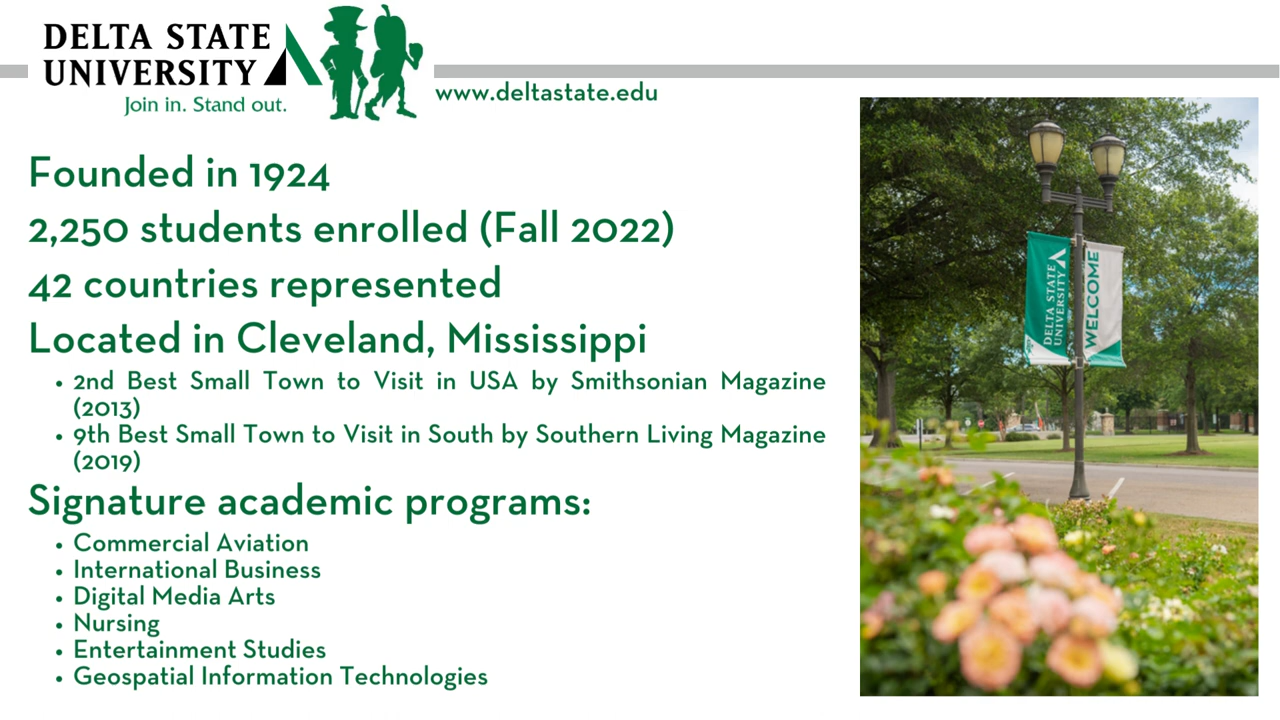 DELTA STATE
UNIVERSITY
Join in. Stand out.
www.deltastate.edu
Founded in 1924
2,250 students enrolled (Fall 2022)
42 countries represented
Located in Cleveland, Mississippi
• 2nd Best Small Town to Visit in USA by Smithsonian Magazine
(2013)
• 9th Best Small Town to Visit in South by Southern Living Magazine
(2019)
Signature academic programs:
• Commercial Aviation
• International Business
• Digital Media Arts
• Nursing
• Entertainment Studies
• Geospatial Information Technologies
DELTA STATE
UNIVERSITY
WELCOME